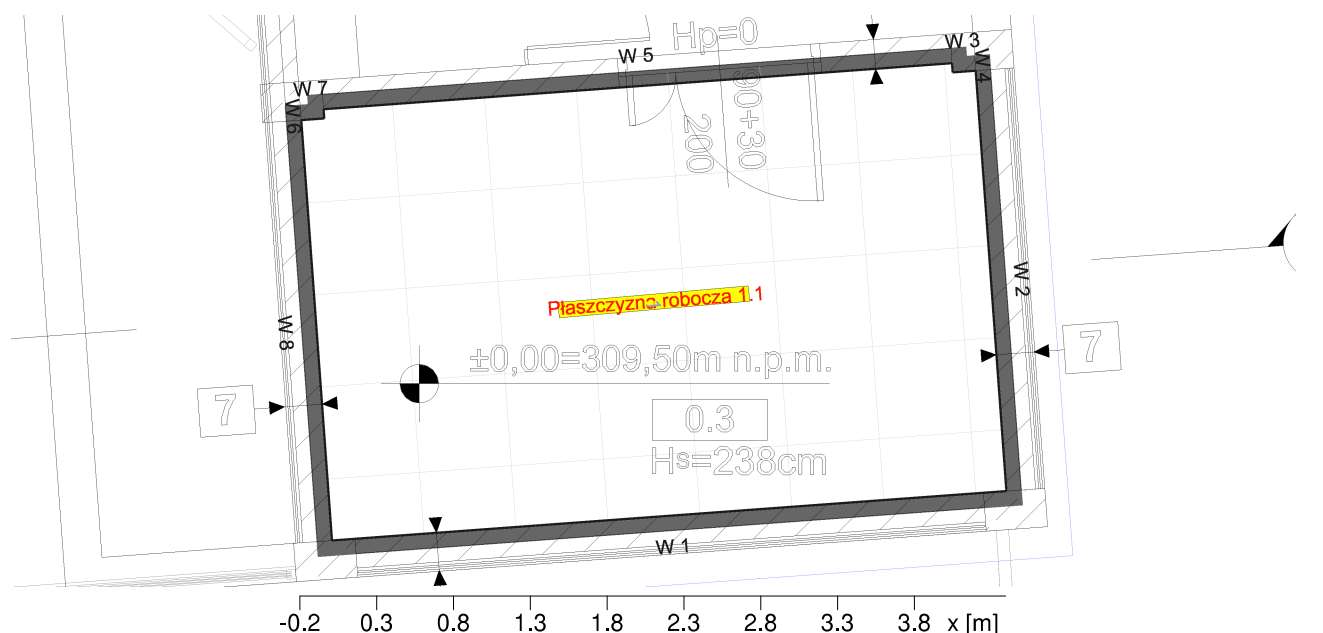 Hp=0
W 3
W 5
W 4
W 7
W 6
90+30
200
W 2
Płaszczyzna robocza 1.1
W 8
±0,00=309,50m n.p.m.
7
7
0.3
Hs=238cm
W 1
-0.2 0.3 0.8 1.3 1.8 2.3 2.8 3.3 3.8 x [m]